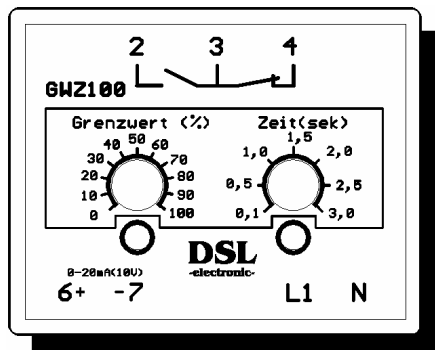 2 3 4
GWZ100
Grenzwert (%) Zeit(sek)
0 10 20 30 40 50 60 70 80 90 100
0,1 0,5 1,0 1,5 2,0 2,5 3,0
DSL
-electronic-
0-20mA(10V)
6+ -7 L1 N